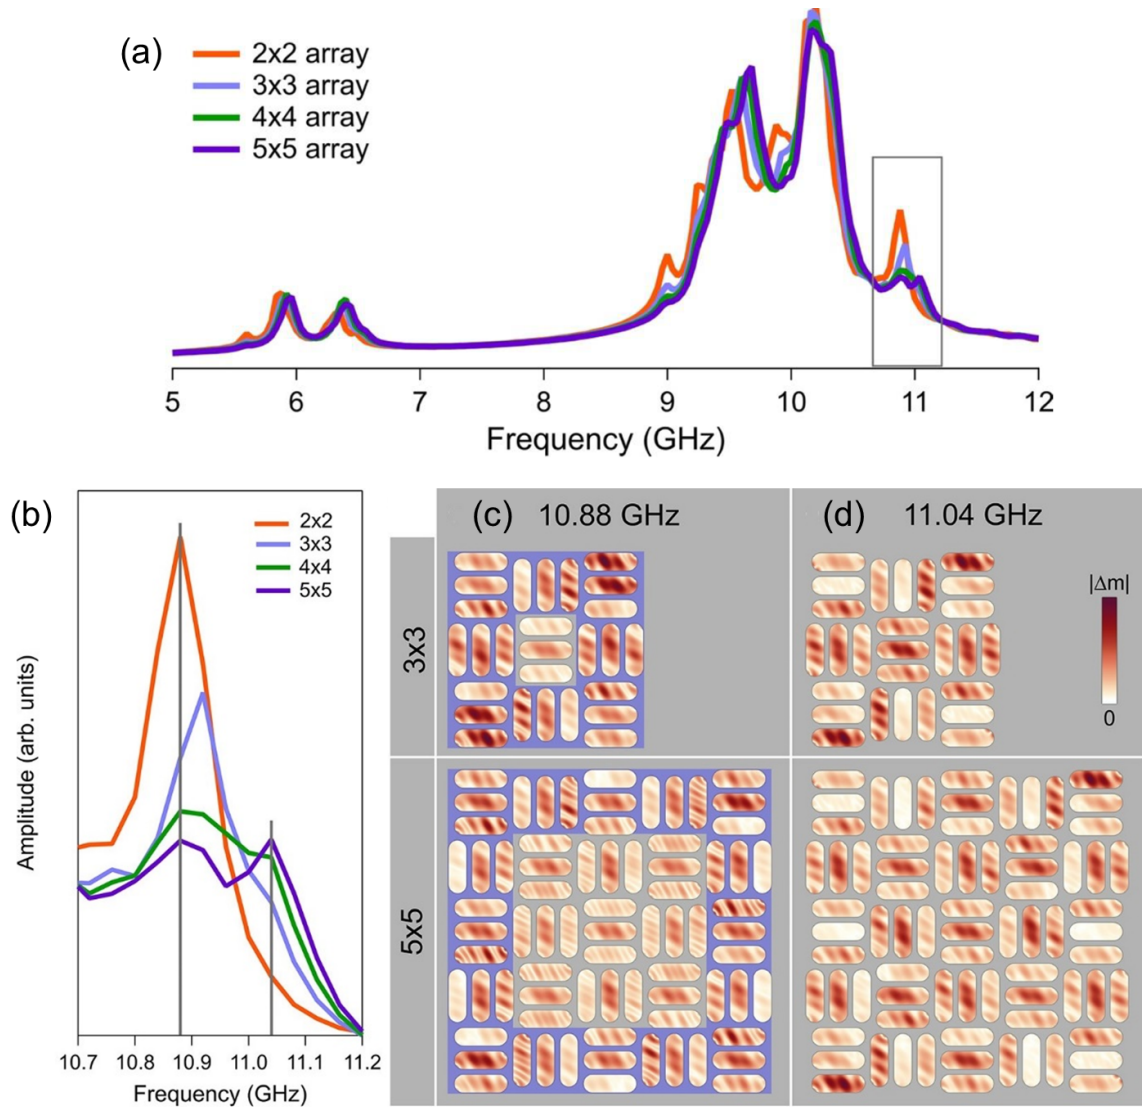 (a)
2x2 array
3x3 array
4x4 array
5x5 array
5 6 7 8 9 10 11 12
Frequency (GHz)
(b)
2x2
3x3
4x4
5x5
Amplitude (arb. units)
10.7 10.8 10.9 11.0 11.1 11.2
Frequency (GHz)
(c) 10.88 GHz
(d) 11.04 GHz
3x3
5x5
|Δm|
0